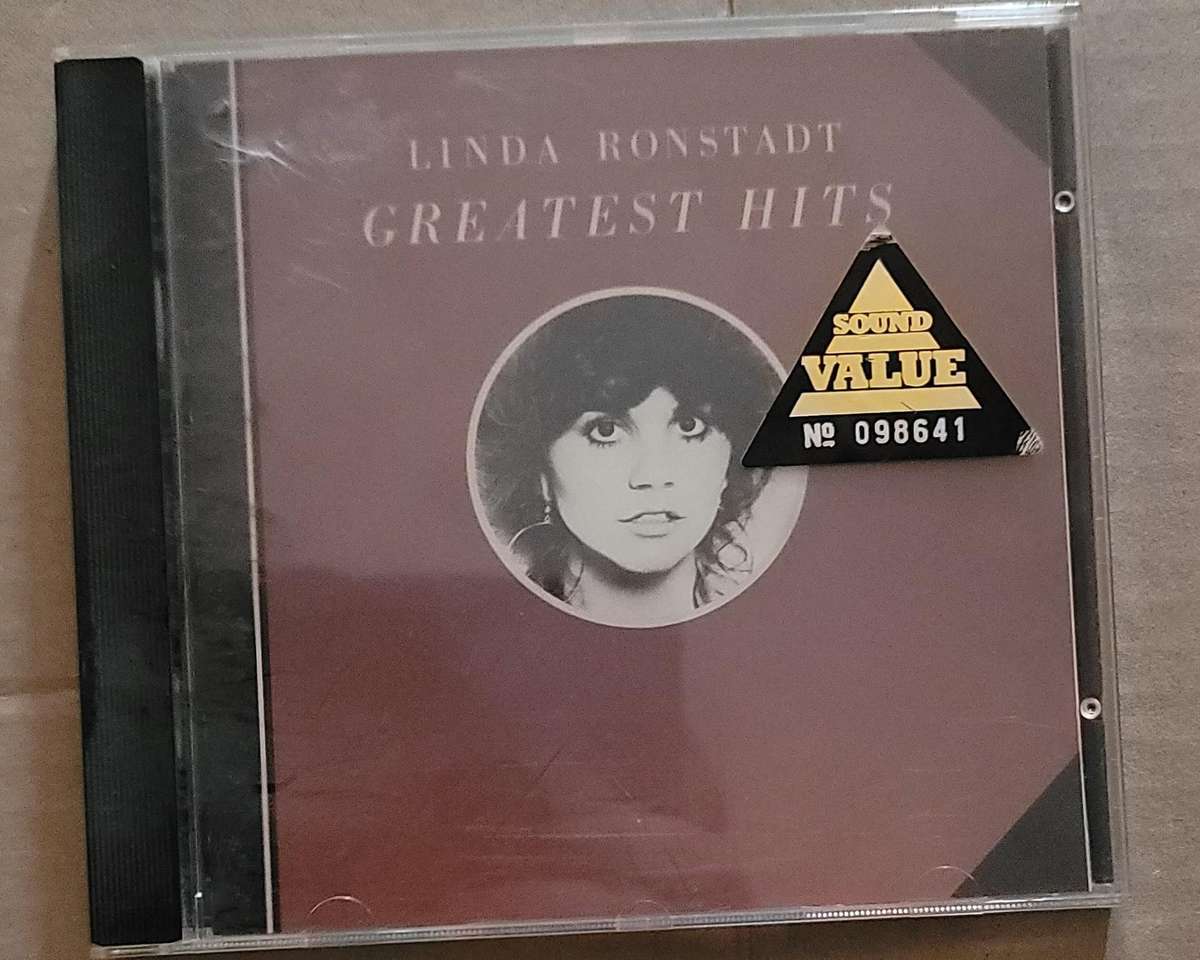 LINDA RONSTADT
GREATEST HITS
SOUND
VALUE
Nº 098641